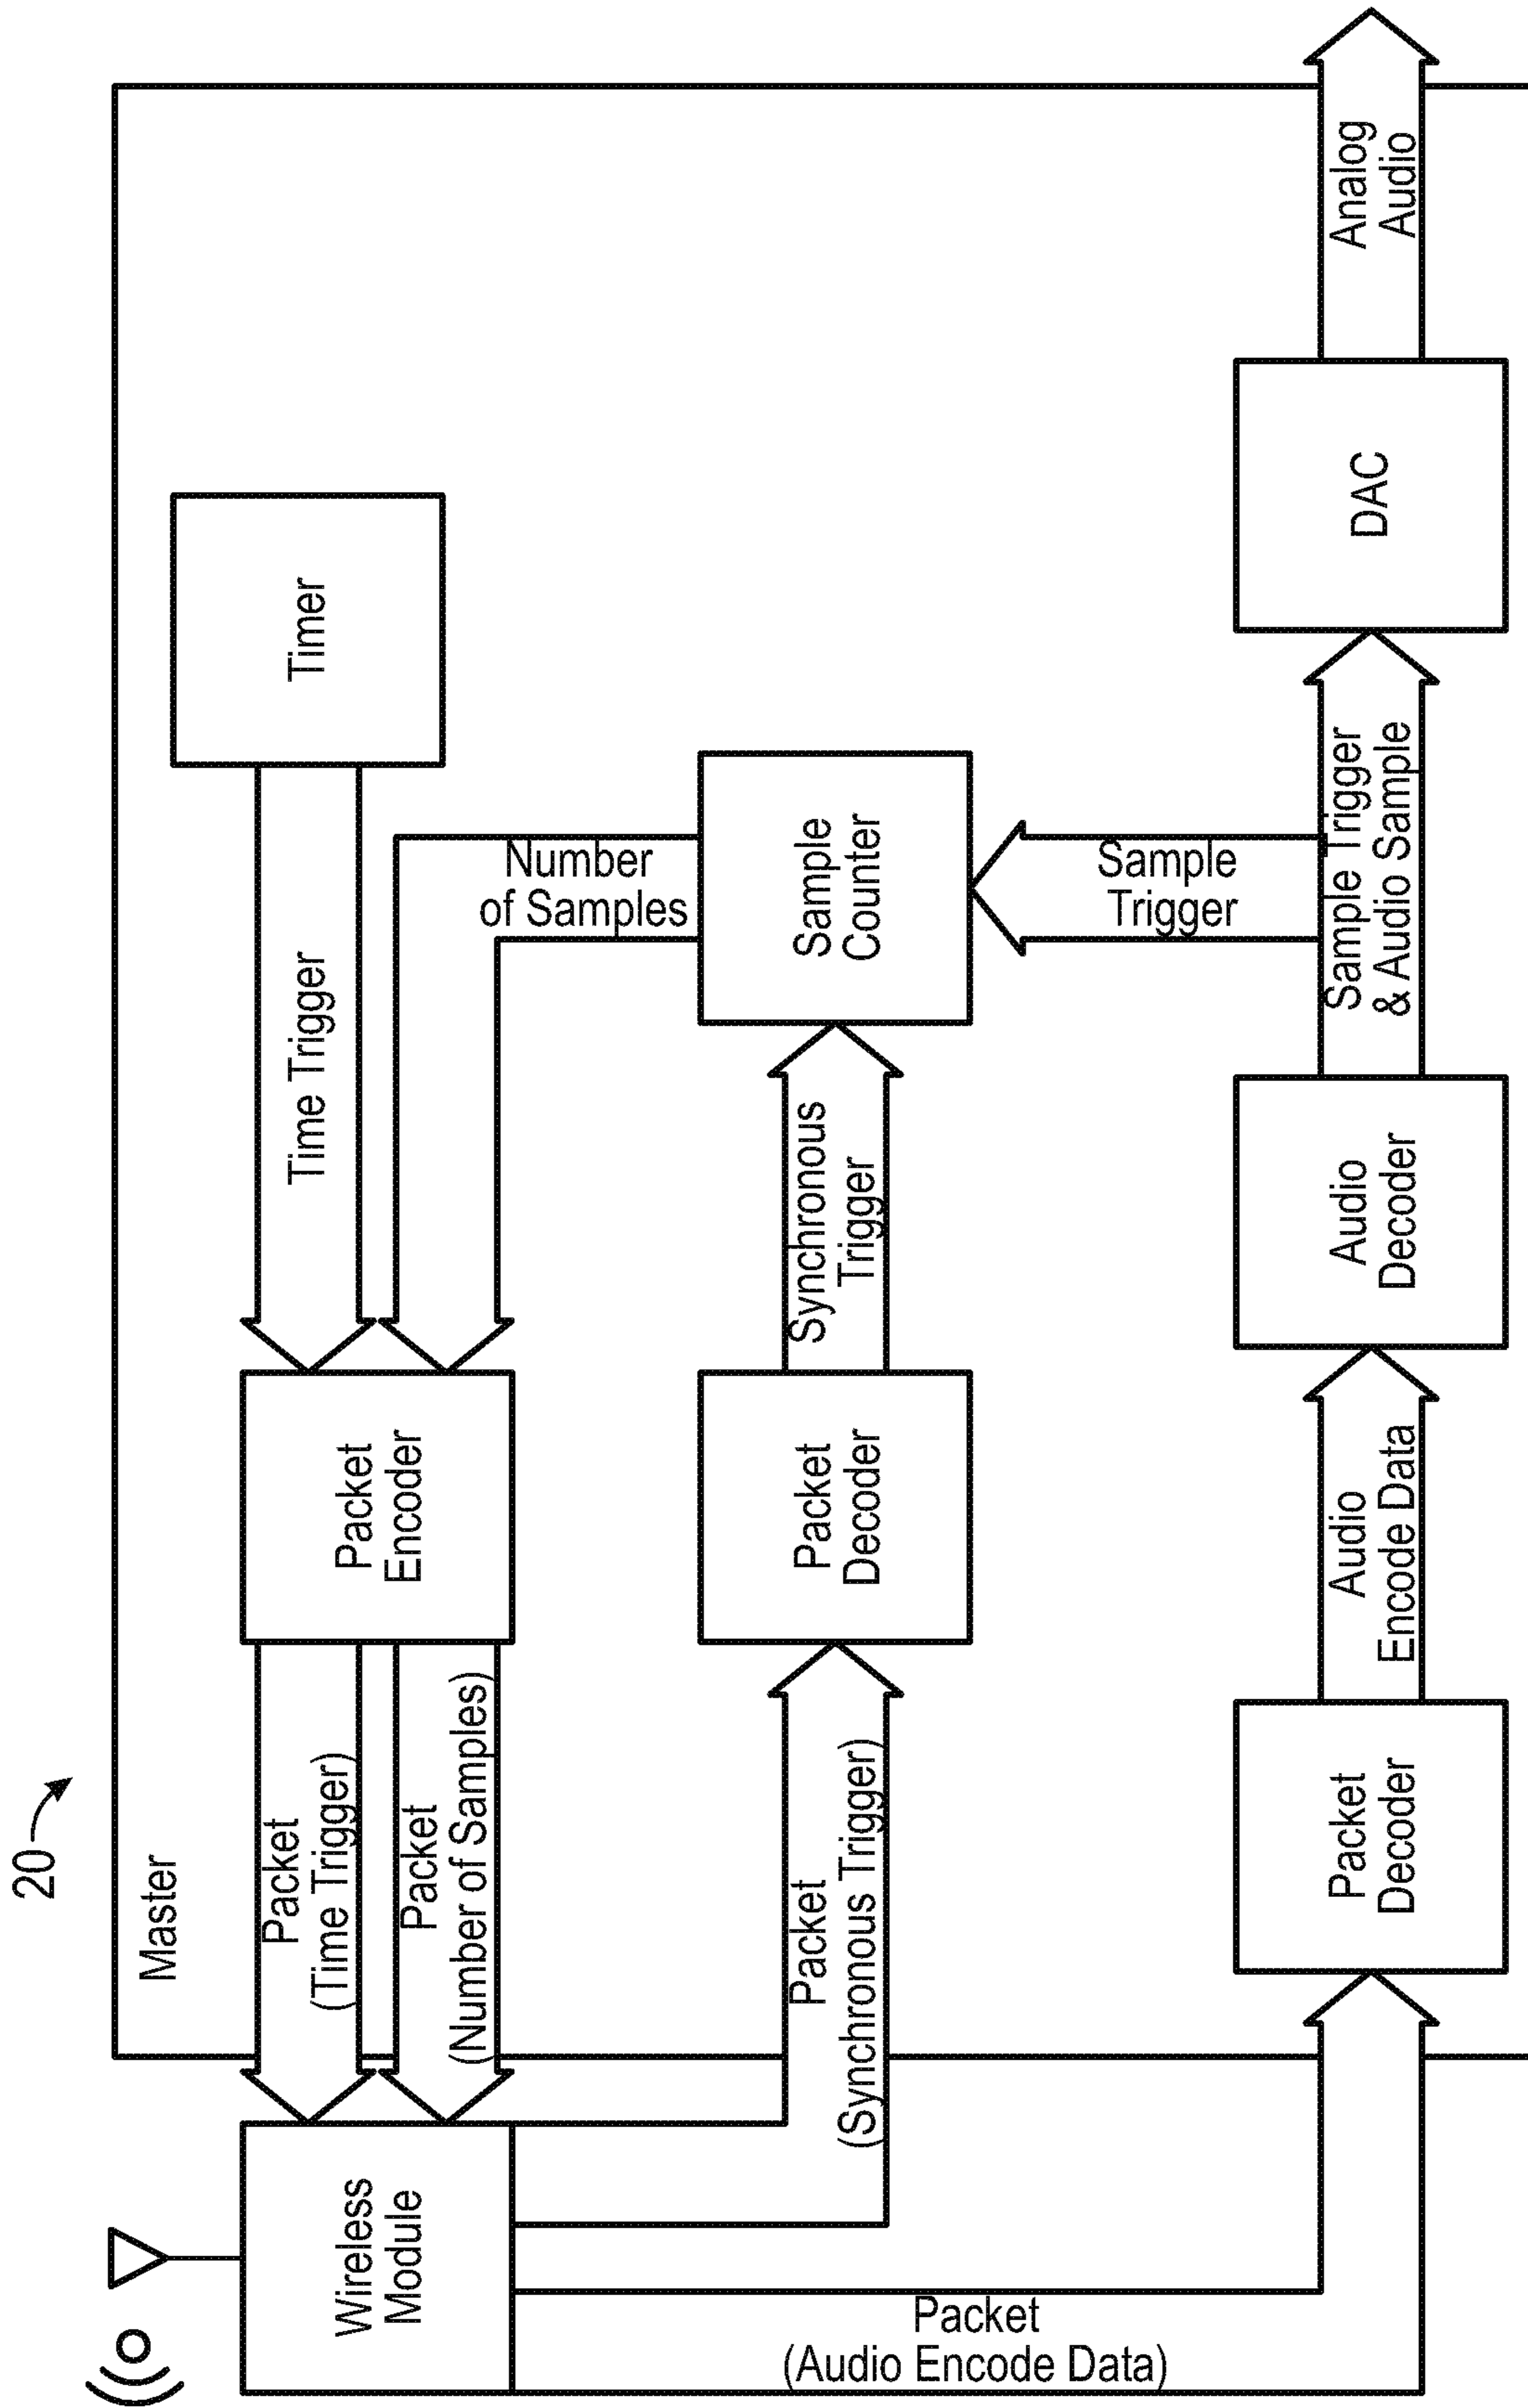 20
Master
Wireless
Module
Packet
(Time Trigger)
Packet
(Number of Samples)
Packet
Encoder
Time Trigger
Timer
Number
of Samples
Packet
(Synchronous Trigger)
Packet
Decoder
Synchronous
Trigger
Sample
Counter
Sample
Trigger
Packet
(Audio Encode Data)
Packet
Decoder
Audio
Encode Data
Audio
Decoder
Sample Trigger
& Audio Sample
DAC
Analog
Audio